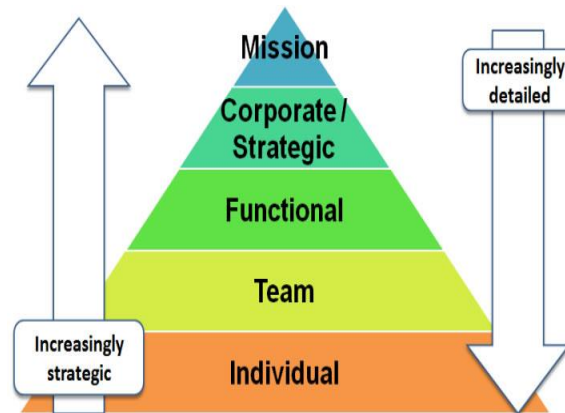 Mission
Increasingly
detailed
Corporate /
Strategic
Functional
Team
Increasingly
strategic
Individual